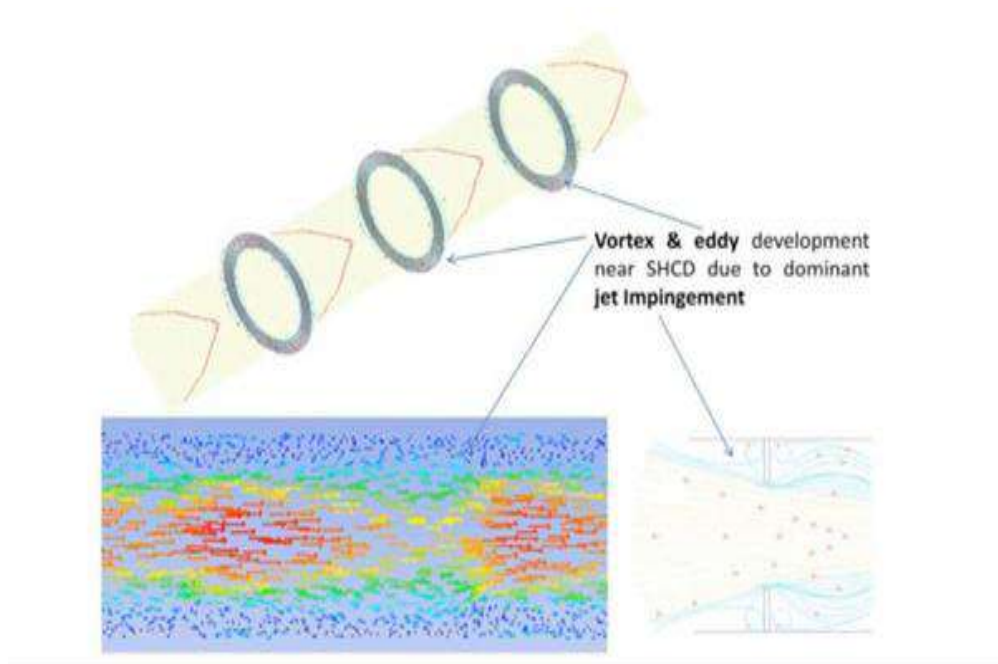 Vortex & eddy development
near SHCD due to dominant
jet Impingement